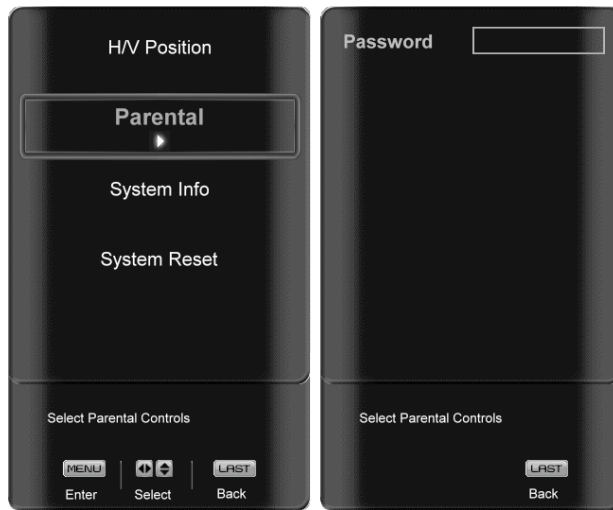 H/V Position
Parental
System Info
System Reset
Select Parental Controls
MENU LAST
Enter Select Back
Password
Select Parental Controls
LAST
Back